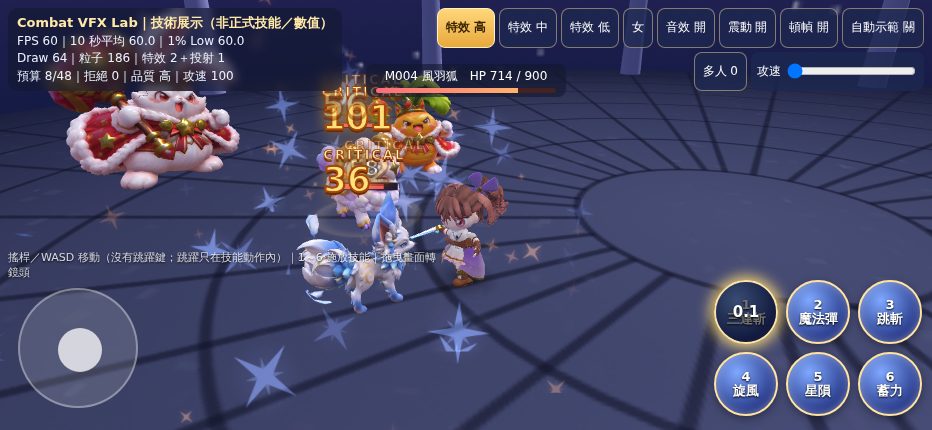 Combat VFX Lab｜技術展示（非正式技能／數值）
FPS 60｜10 秒平均 60.0｜1% Low 60.0
Draw 64｜粒子 186｜特效 2＋投射 1
預算 8/48｜拒絕 0｜品質 高｜攻速 100
特效 高
特效 中
特效 低
女
音效 開
震動 開
頓幀 開
自動示範 關
多人 0
攻速
M004 風羽狐 HP 714 / 900
CRITICAL
CRITICAL
101
CRITICAL
CRITICAL
36
搖桿／WASD 移動（沒有跳躍鍵；跳躍只在技能動作內）｜1–6 施放技能｜拖曳畫面轉
鏡頭
1
0.1
三連斬
2
魔法彈
3
跳斬
4
旋風
5
星隕
6
蓄力